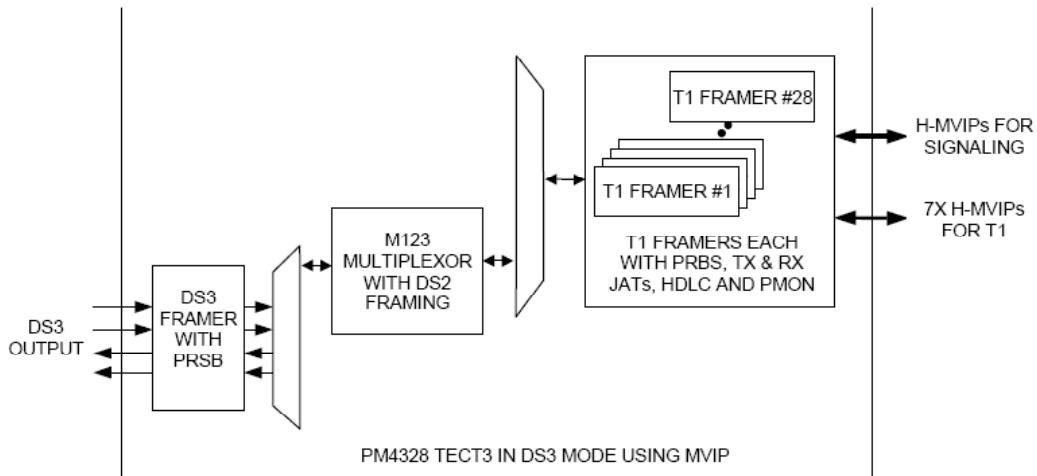 T1 FRAMER #28
T1 FRAMER #1
T1 FRAMERS EACH
WITH PRBS, TX & RX
JATs, HDLC AND PMON
H-MVIPs FOR
SIGNALING
7X H-MVIPs
FOR T1
M123
MULTIPLEXOR
WITH DS2
FRAMING
DS3
FRAMER
WITH
PRSB
DS3
OUTPUT
PM4328 TECT3 IN DS3 MODE USING MVIP